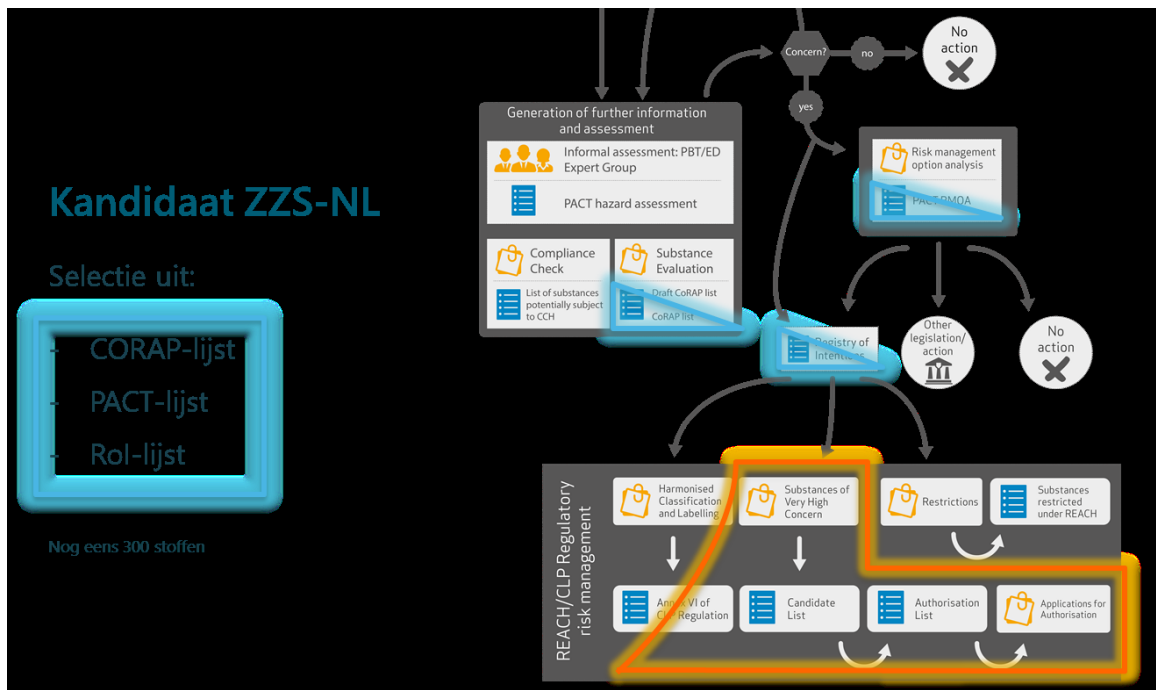 Kandidaat ZZS-NL
Selectie uit:
- CORAP-lijst
- PACT-lijst
- RoI-lijst
Nog eens 300 stoffen
Concern?
no
No
action
yes
Generation of further information
and assessment
Informal assessment: PBT/ED
Expert Group
PACT hazard assessment
Compliance
Check
List of substances
potentially subject
to CCH
Substance
Evaluation
Draft CoRAP list
CoRAP list
Risk management
option analysis
PACT RMOA
Registry of
Intentions
Other
legislation/
action
No
action
REACH/CLP Regulatory
risk management
Harmonised
Classification
and Labelling
Substances of
Very High
Concern
Restrictions
Substances
restricted
under REACH
Annex VI of
CLP Regulation
Candidate
List
Authorisation
List
Applications for
Authorisation